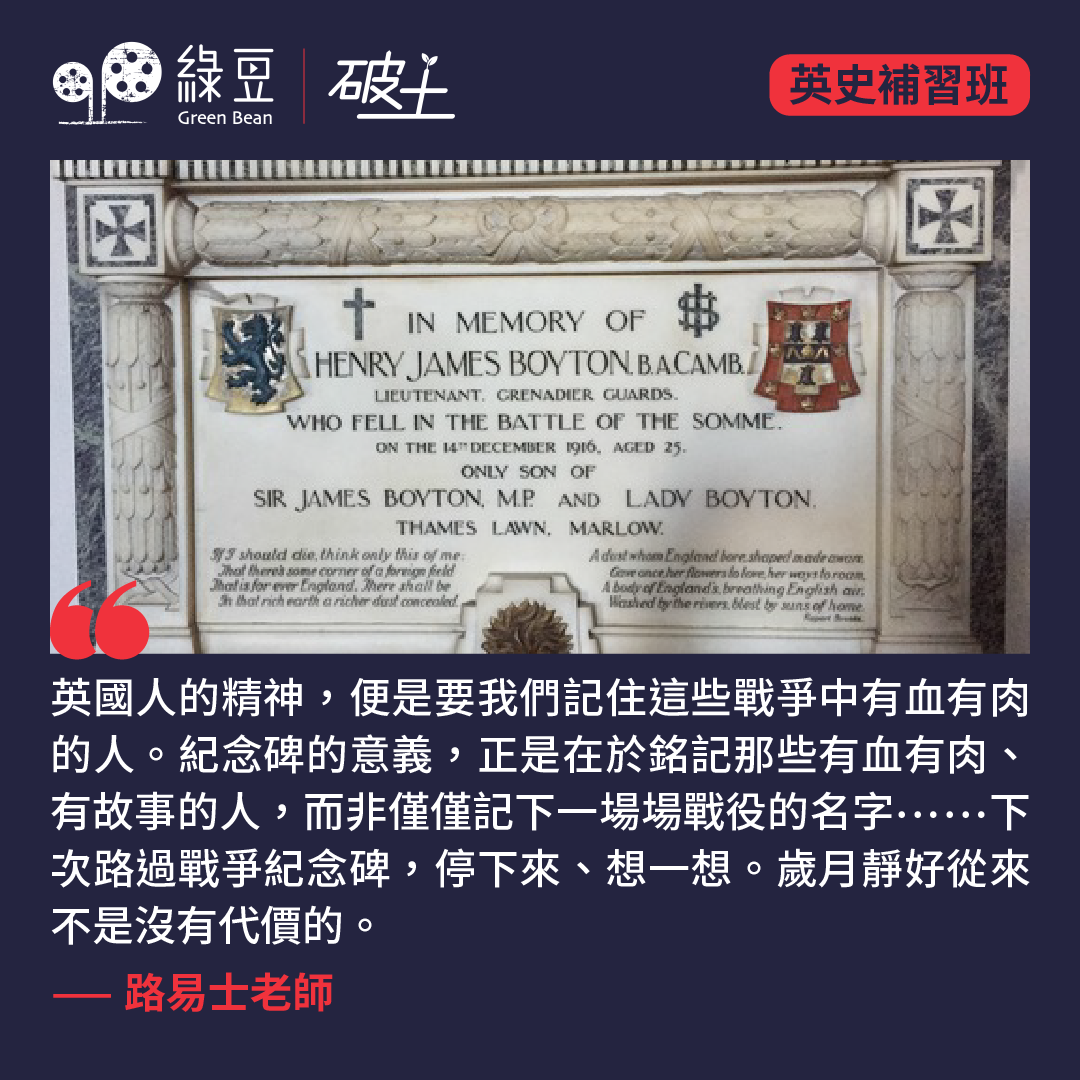 綠豆
Green Bean
破土
英史補習班
IN MEMORY OF
HENRY JAMES BOYTON, B.A.CAMB.
LIEUTENANT, GRENADIER GUARDS.
WHO FELL IN THE BATTLE OF THE SOMME.
ON THE 14TH DECEMBER 1916, AGED 25.
ONLY SON OF
SIR JAMES BOYTON, M.P. AND LADY BOYTON,
THAMES LAWN, MARLOW.
If I should die, think only this of me:
That there's some corner of a foreign field
That is for ever England. There shall be
In that rich earth a richer dust concealed,
A dust whom England bore, shaped, made aware,
Gave once her flowers to love, her ways to roam,
A body of England's, breathing English air,
Washed by the rivers, blest by suns of home.
Rupert Brooke.
英國人的精神，便是要我們記住這些戰爭中有血有肉
的人。紀念碑的意義，正是在於銘記那些有血有肉、
有故事的人，而非僅僅記下一場場戰役的名字⋯⋯下
次路過戰爭紀念碑，停下來、想一想。歲月靜好從來
不是沒有代價的。
── 路易士老師